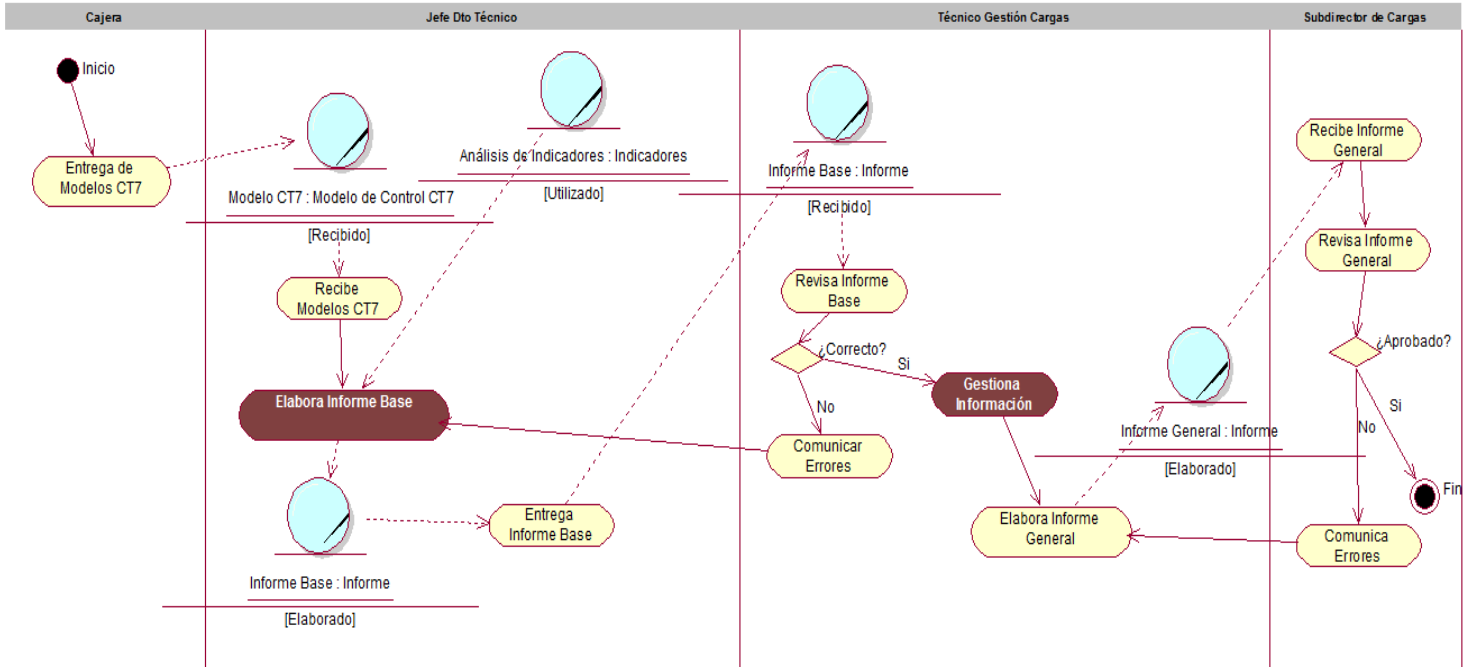 Cajera
Jefe Dto Técnico
Técnico Gestión Cargas
Subdirector de Cargas
Inicio
Entrega de
Modelos CT7
Modelo CT7 : Modelo de Control CT7
[Recibido]
Recibe
Modelos CT7
Análisis de Indicadores : Indicadores
[Utilizado]
Elabora Informe Base
Informe Base : Informe
[Elaborado]
Entrega
Informe Base
Informe Base : Informe
[Recibido]
Revisa Informe
Base
¿Correcto?
Si
No
Comunicar
Errores
Gestiona
Información
Elabora Informe
General
Informe General : Informe
[Elaborado]
Recibe Informe
General
Revisa Informe
General
¿Aprobado?
Si
No
Fin
Comunica
Errores